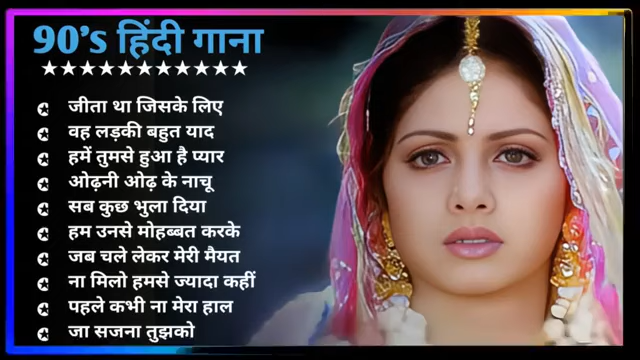 90's हिंदी गाना
★★★★★★★★★★★
जीता था जिसके लिए
वह लड़की बहुत याद
हमें तुमसे हुआ है प्यार
ओढ़नी ओढ़ के नाचू
सब कुछ भुला दिया
हम उनसे मोहब्बत करके
जब चले लेकर मेरी मैयत
ना मिलो हमसे ज्यादा कहीं
पहले कभी ना मेरा हाल
जा सजना तुझको